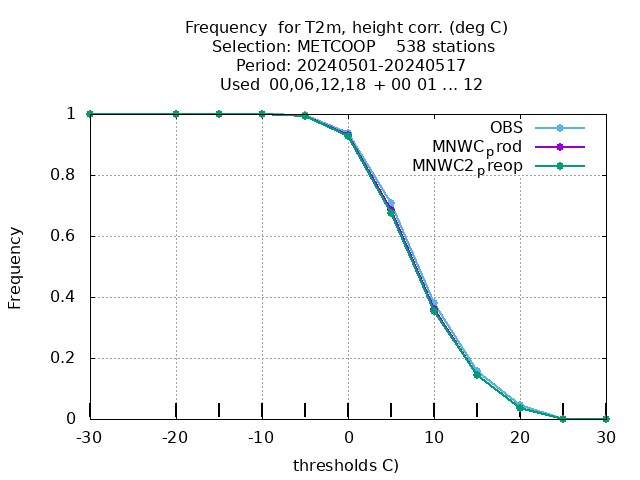 Frequency for T2m, height corr. (deg C)
Selection: METCOOP 538 stations
Period: 20240501-20240517
Used 00,06,12,18 + 00 01 ... 12
OBS
MNWCprod
MNWC2preop
1
0.8
0.6
0.4
0.2
0
Frequency
-30 -20 -10 0 10 20 30
thresholds C)